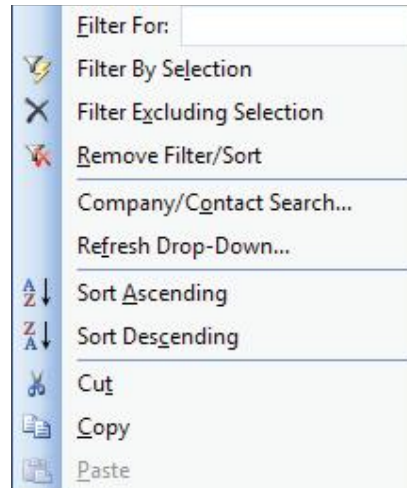 Filter For:
Filter By Selection
Filter Excluding Selection
Remove Filter/Sort
Company/Contact Search...
Refresh Drop-Down...
Sort Ascending
Sort Descending
Cut
Copy
Paste